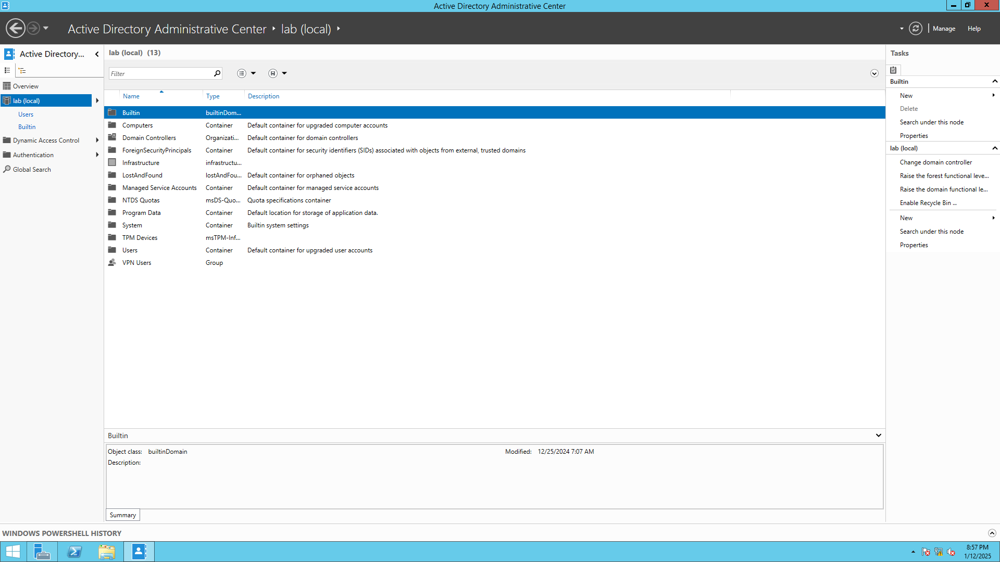 Active Directory Administrative Center
Active Directory Administrative Center ‣ lab (local) ‣
Manage
Help
Active Directory...
Overview
lab (local)
Users
Builtin
Dynamic Access Control
Authentication
Global Search
lab (local) (13)
Filter
Name Type Description
Builtin builtinDom...
Computers Container Default container for upgraded computer accounts
Domain Controllers Organizati... Default container for domain controllers
ForeignSecurityPrincipals Container Default container for security identifiers (SIDs) associated with objects from external, trusted domains
Infrastructure infrastructu...
LostAndFound lostAndFou... Default container for orphaned objects
Managed Service Accounts Container Default container for managed service accounts
NTDS Quotas msDS-Quo... Quota specifications container
Program Data Container Default location for storage of application data.
System Container Builtin system settings
TPM Devices msTPM-Inf...
Users Container Default container for upgraded user accounts
VPN Users Group
Builtin
Object class: builtinDomain Modified: 12/25/2024 7:07 AM
Description:
Summary
Tasks
Builtin
New
Delete
Search under this node
Properties
lab (local)
Change domain controller
Raise the forest functional leve...
Raise the domain functional le...
Enable Recycle Bin ...
New
Search under this node
Properties
WINDOWS POWERSHELL HISTORY
8:57 PM
1/12/2025